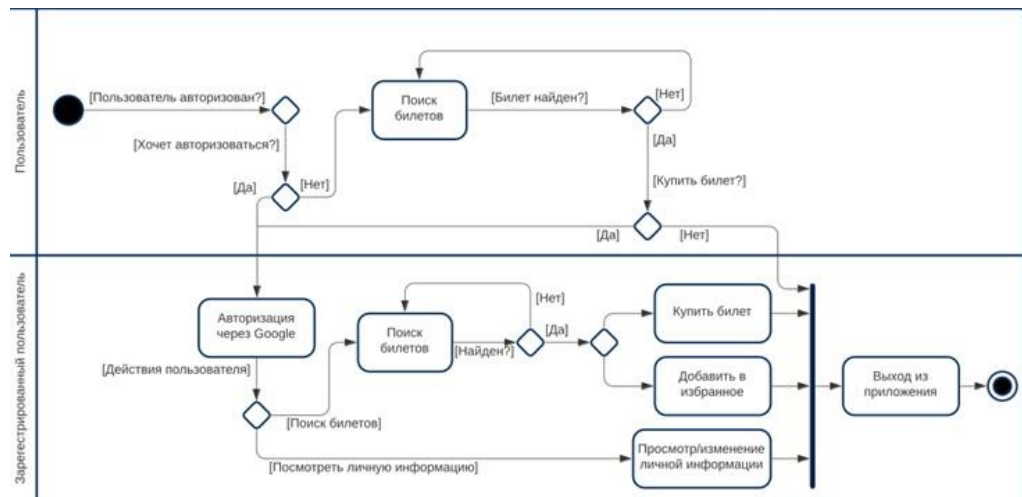 Пользователь
[Пользователь авторизован?]
Поиск
билетов
[Билет найден?]
[Нет]
[Хочет авторизоваться?]
[Да]
[Да]
[Нет]
[Купить билет?]
[Да]
[Нет]
Зарегестрированный пользователь
Авторизация
через Google
Поиск
билетов
[Нет]
[Найден?]
[Да]
Купить билет
[Действия пользователя]
Добавить в
избранное
Выход из
приложения
[Поиск билетов]
Просмотр/изменение
личной информации
[Посмотреть личную информацию]